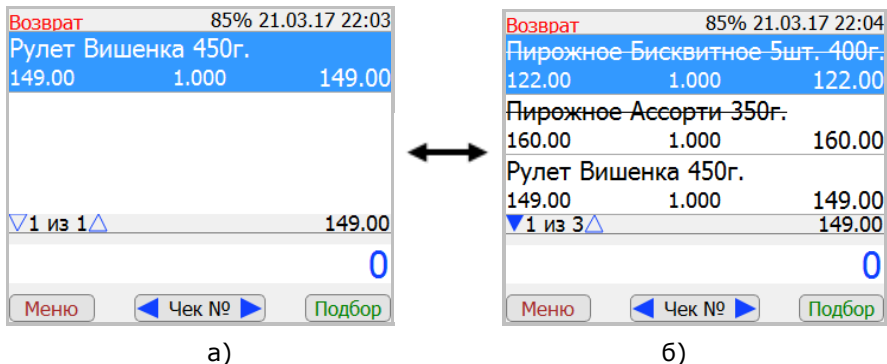 Возврат 85% 21.03.17 22:03
Рулет Вишенка 450г.
149.00 1.000 149.00
1 из 1 149.00
0
Меню Чек № Подбор
а)
Возврат 85% 21.03.17 22:04
Пирожное Бисквитное 5шт. 400г.
122.00 1.000 122.00
Пирожное Ассорти 350г.
160.00 1.000 160.00
Рулет Вишенка 450г.
149.00 1.000 149.00
1 из 3 149.00
0
Меню Чек № Подбор
б)